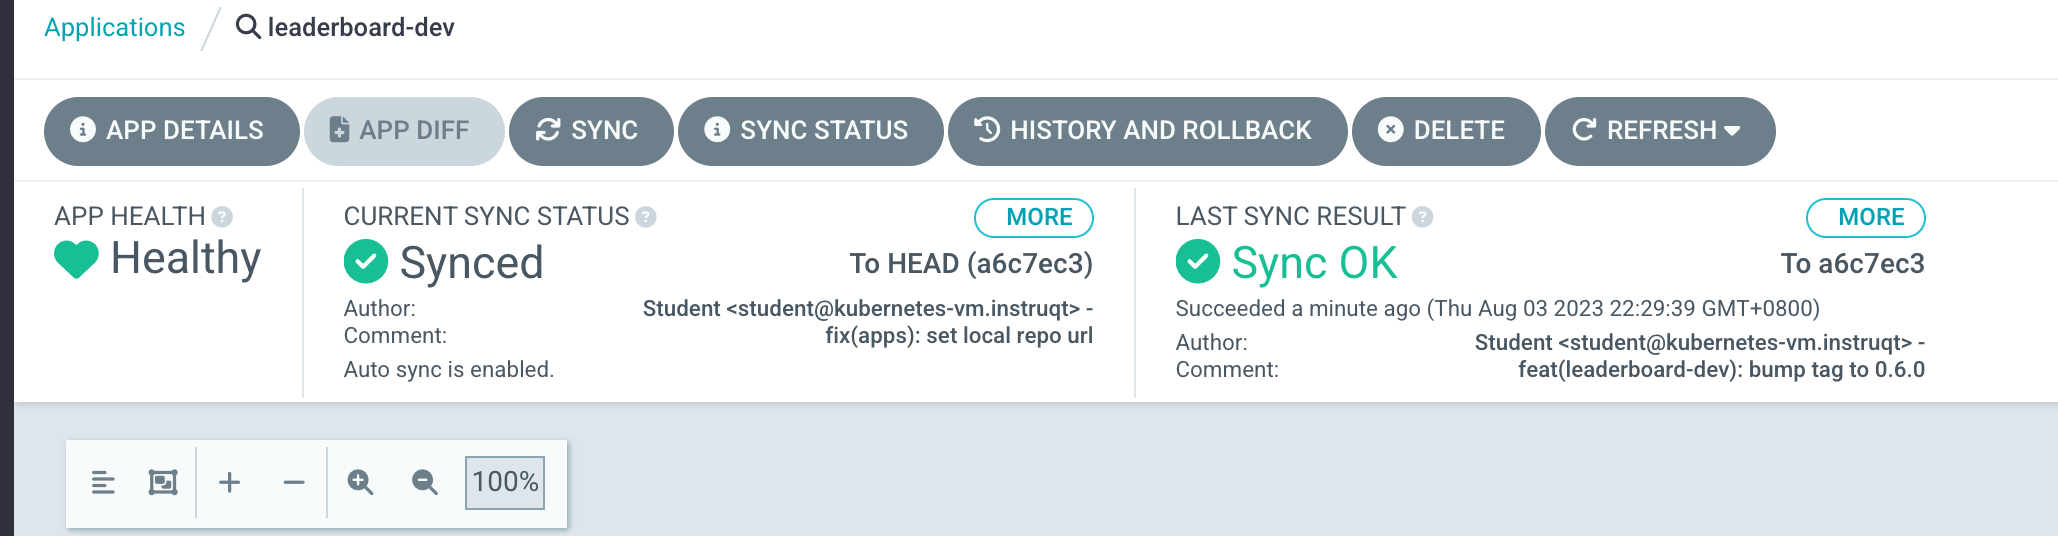 Applications / leaderboard-dev
APP DETAILS APP DIFF SYNC SYNC STATUS HISTORY AND ROLLBACK DELETE REFRESH
APP HEALTH ?
Healthy
CURRENT SYNC STATUS ? MORE
Synced To HEAD (a6c7ec3)
Author: Student <student@kubernetes-vm.instruqt> -
Comment: fix(apps): set local repo url
Auto sync is enabled.
LAST SYNC RESULT ? MORE
Sync OK To a6c7ec3
Succeeded a minute ago (Thu Aug 03 2023 22:29:39 GMT+0800)
Author: Student <student@kubernetes-vm.instruqt> -
Comment: feat(leaderboard-dev): bump tag to 0.6.0
100%